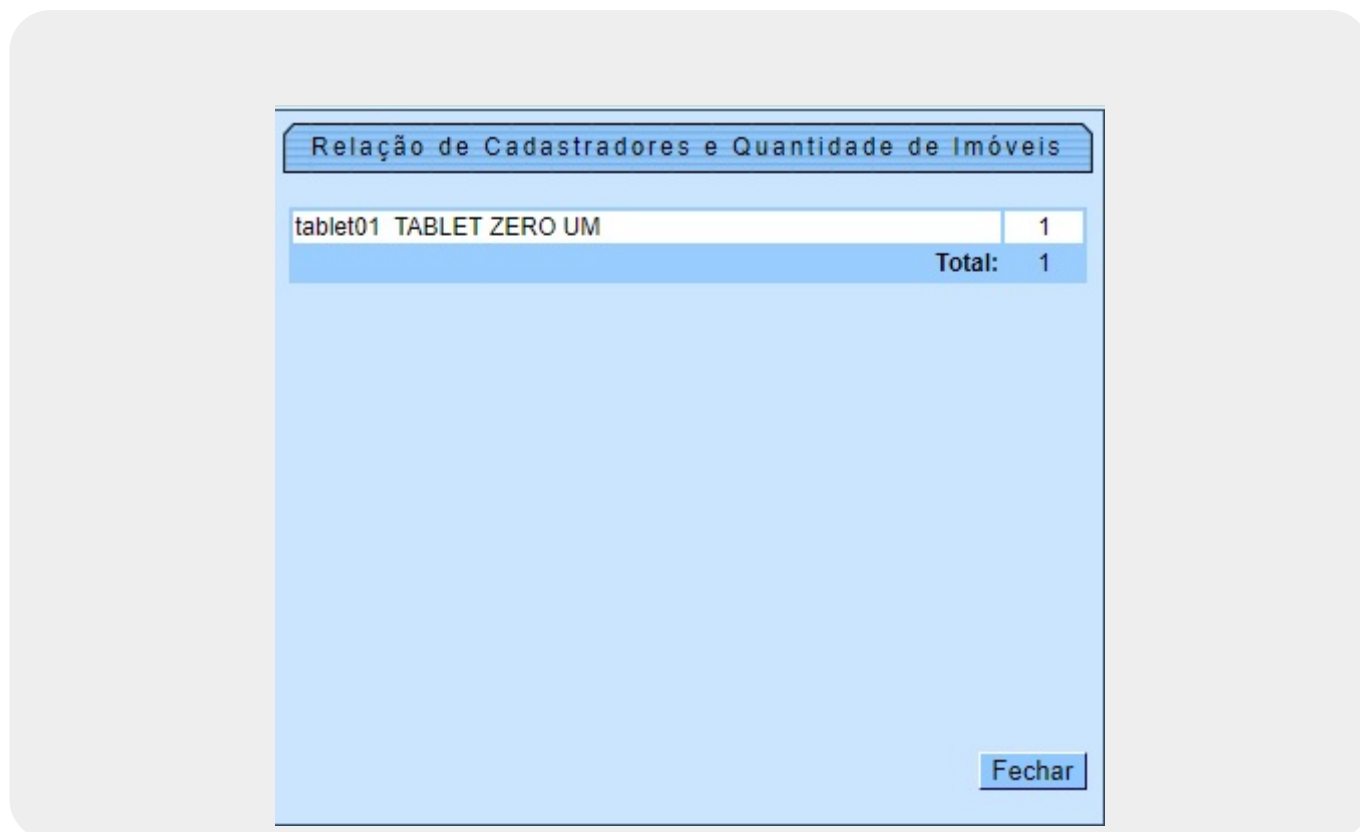 Relação de Cadastradores e Quantidade de Imóveis
tablet01 TABLET ZERO UM 1
Total: 1
Fechar